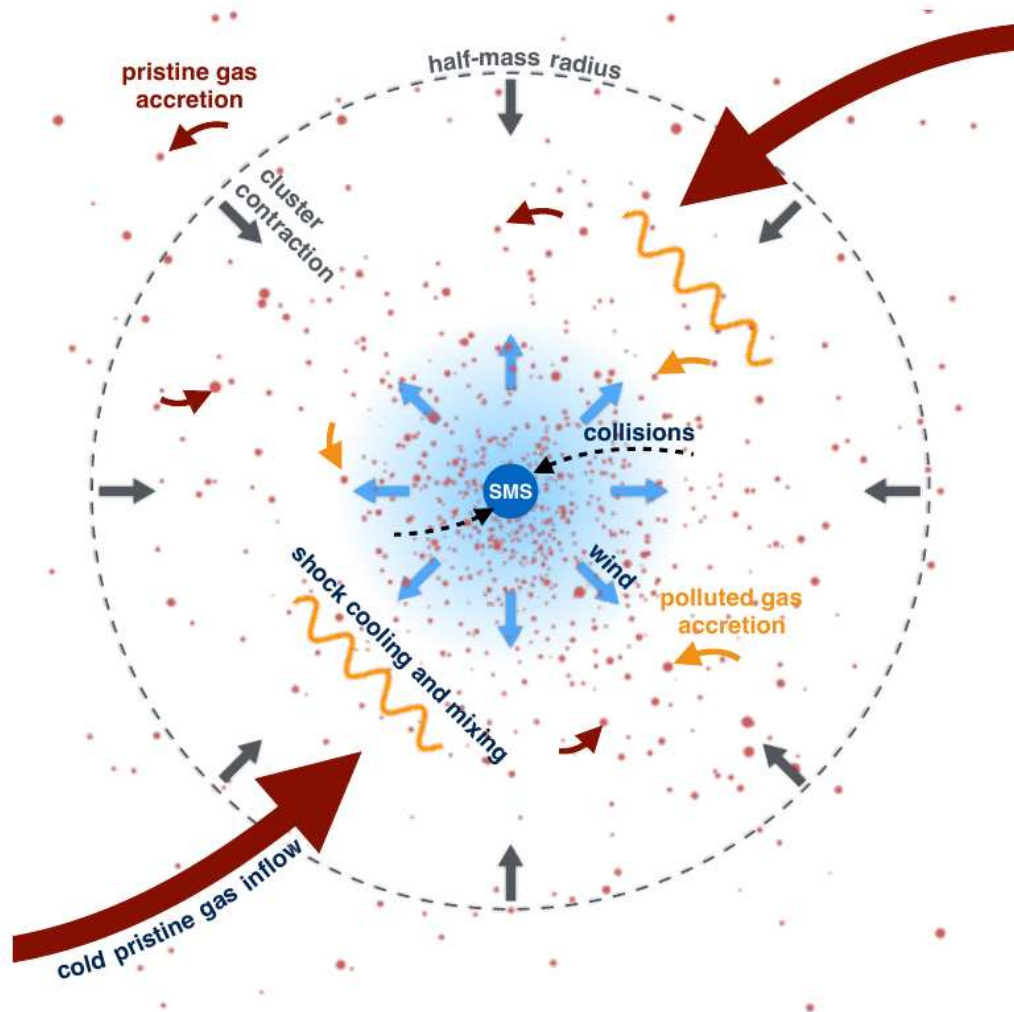 half-mass radius
pristine gas
accretion
cluster
contraction
collisions
SMS
wind
shock cooling and mixing
polluted gas
accretion
cold pristine gas inflow